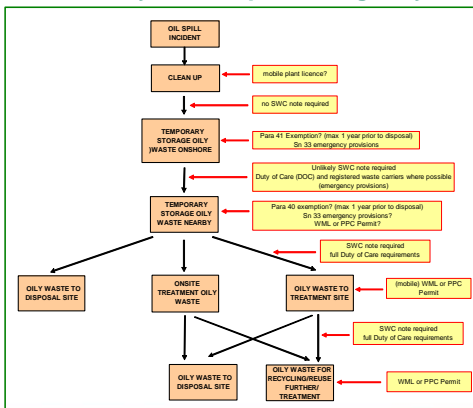 OIL SPILL
INCIDENT
CLEAN UP
mobile plant licence?
no SWC note required
TEMPORARY
STORAGE OILY
)WASTE ONSHORE
Para 41 Exemption? (max 1 year prior to disposal)
Sn 33 emergency provisions
Unlikely SWC note required
Duty of Care (DOC) and registered waste carriers where possible
(emergency provisions)
TEMPORARY
STORAGE OILY
WASTE NEARBY
Para 40 exemption? (max 1 year prior to disposal)
Sn 33 emergency provisions?
WML or PPC Permit?
SWC note required
full Duty of Care requirements
OILY WASTE TO
DISPOSAL SITE
ONSITE
TREATMENT OILY
WASTE
OILY WASTE TO
TREATMENT SITE
(mobile) WML or PPC
Permit
SWC note required
full Duty of Care requirements
OILY WASTE TO
DISPOSAL SITE
OILY WASTE FOR
RECYCLING/REUSE
FURTHER/
TREATMENT
WML or PPC Permit